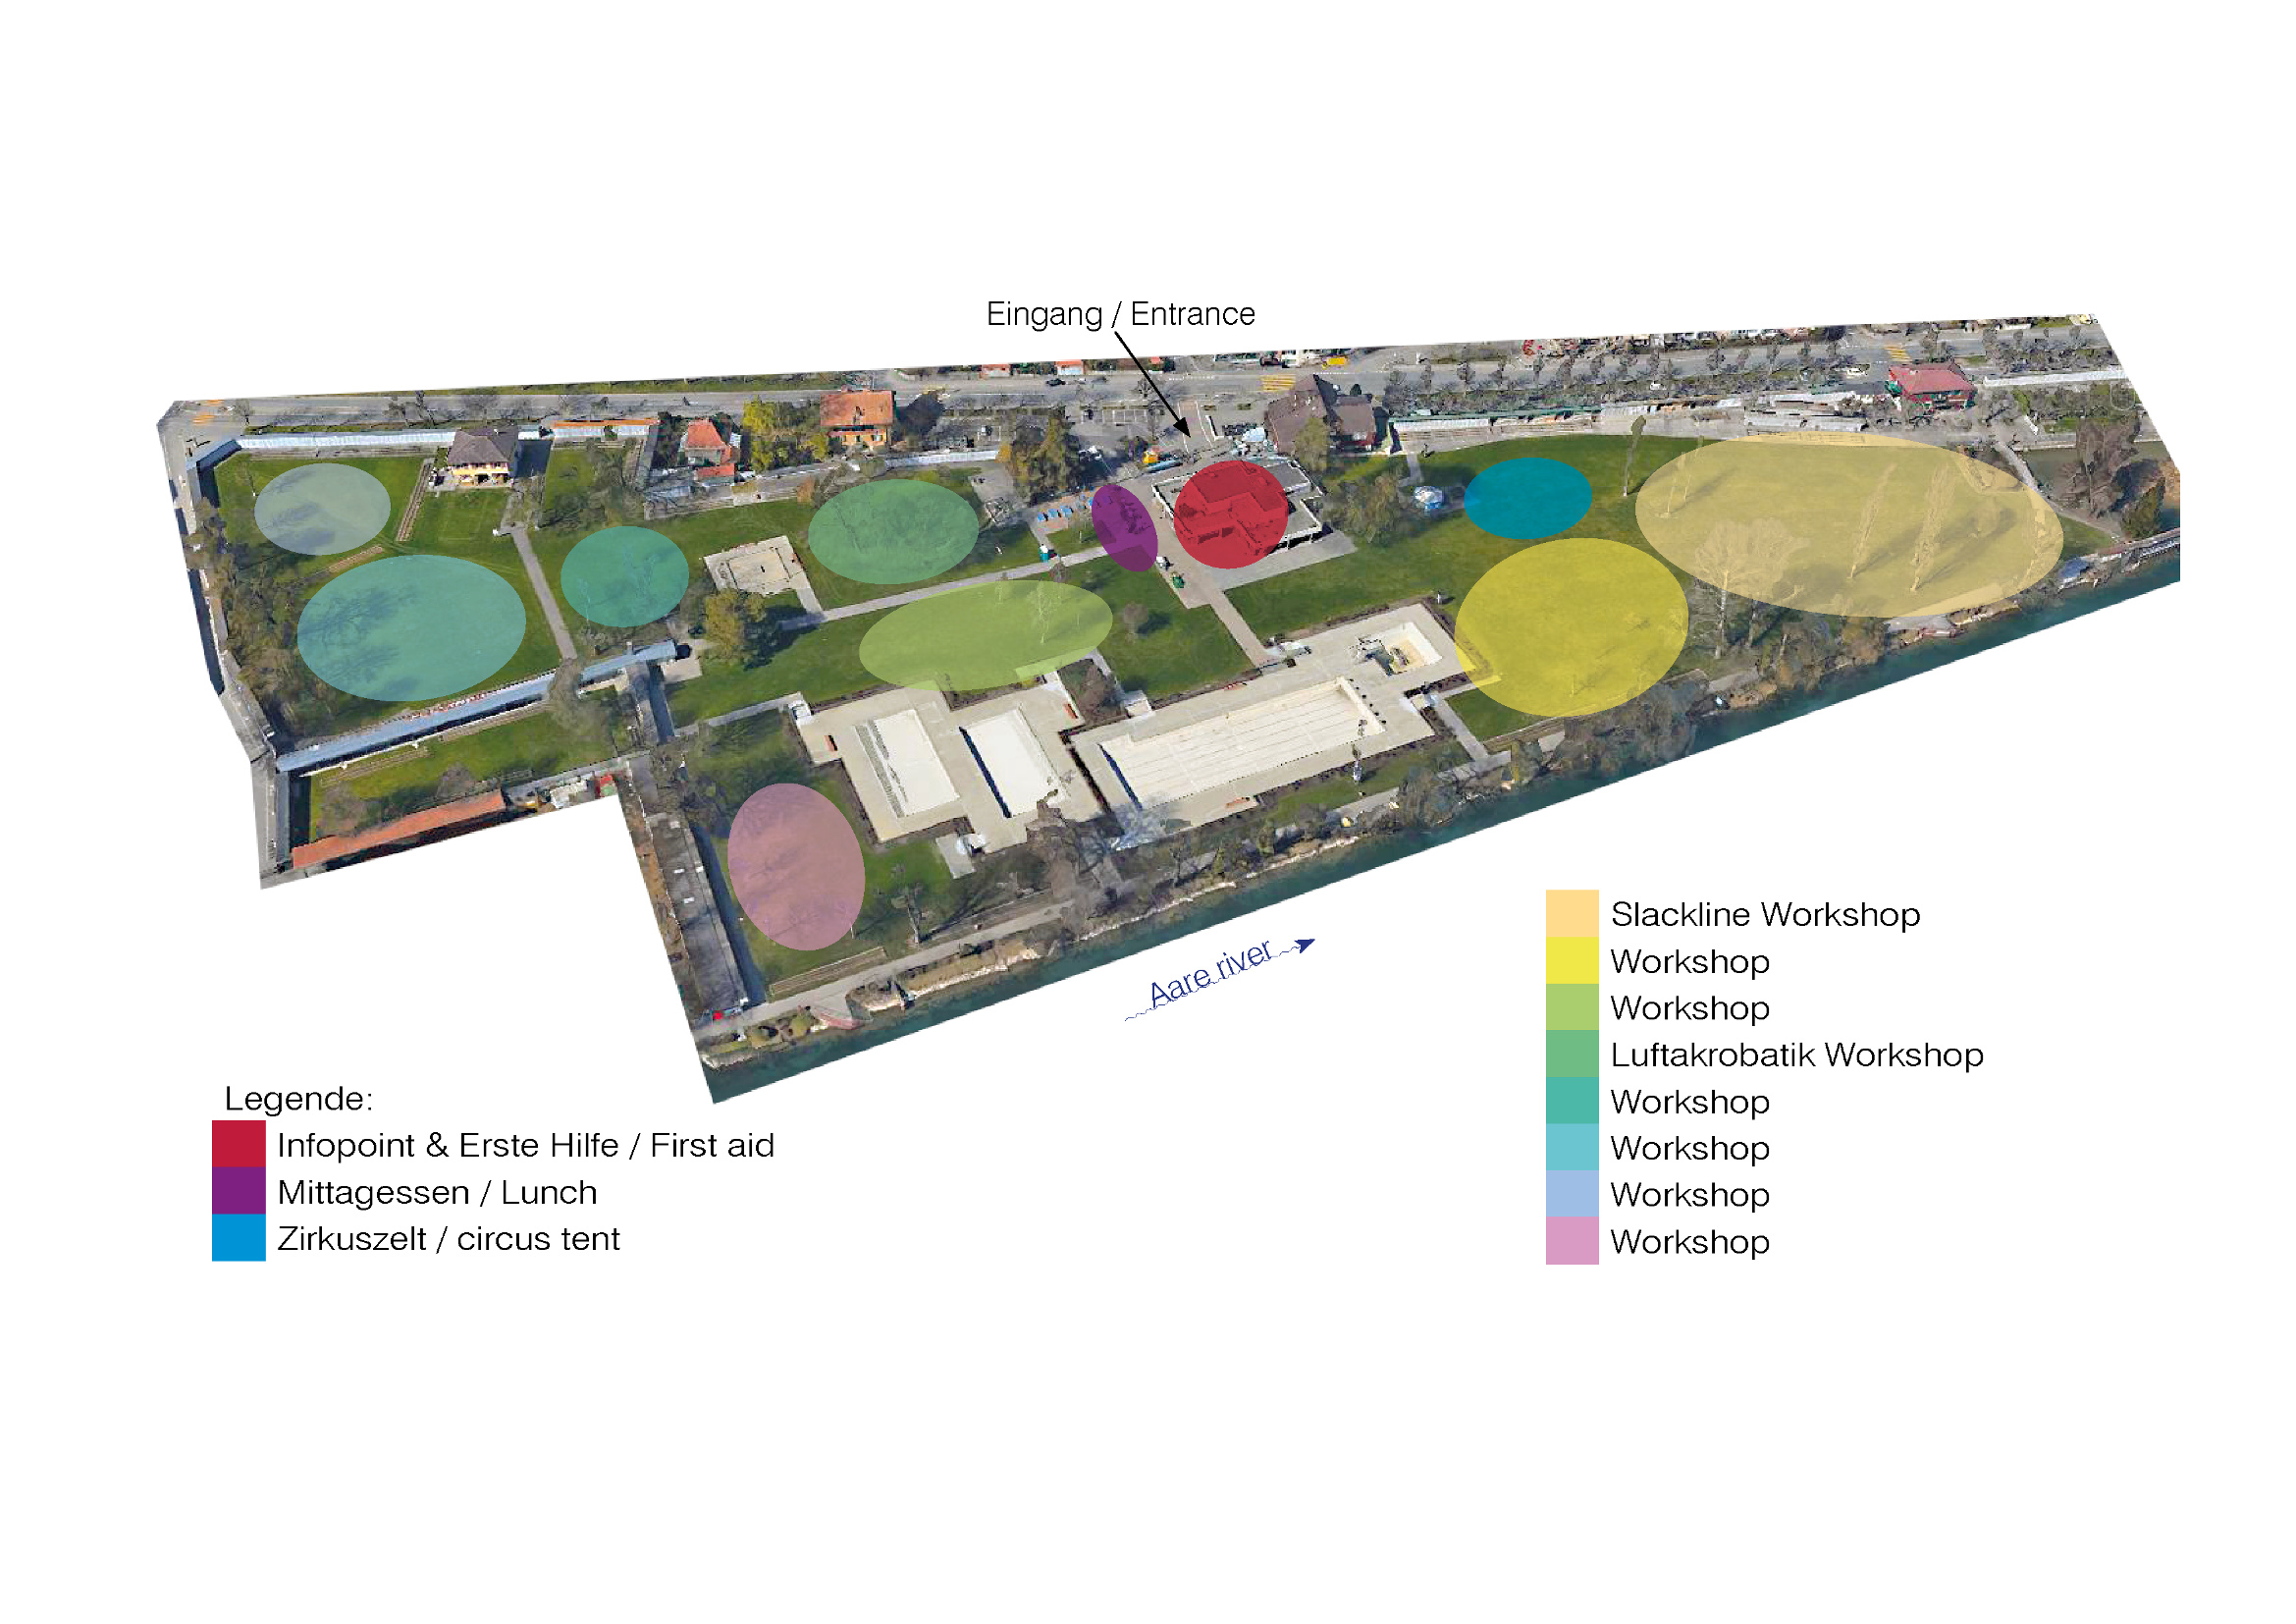 Eingang / Entrance
Aare river
Legende:
Infopoint & Erste Hilfe / First aid
Mittagessen / Lunch
Zirkuszelt / circus tent
Slackline Workshop
Workshop
Workshop
Luftakrobatik Workshop
Workshop
Workshop
Workshop
Workshop